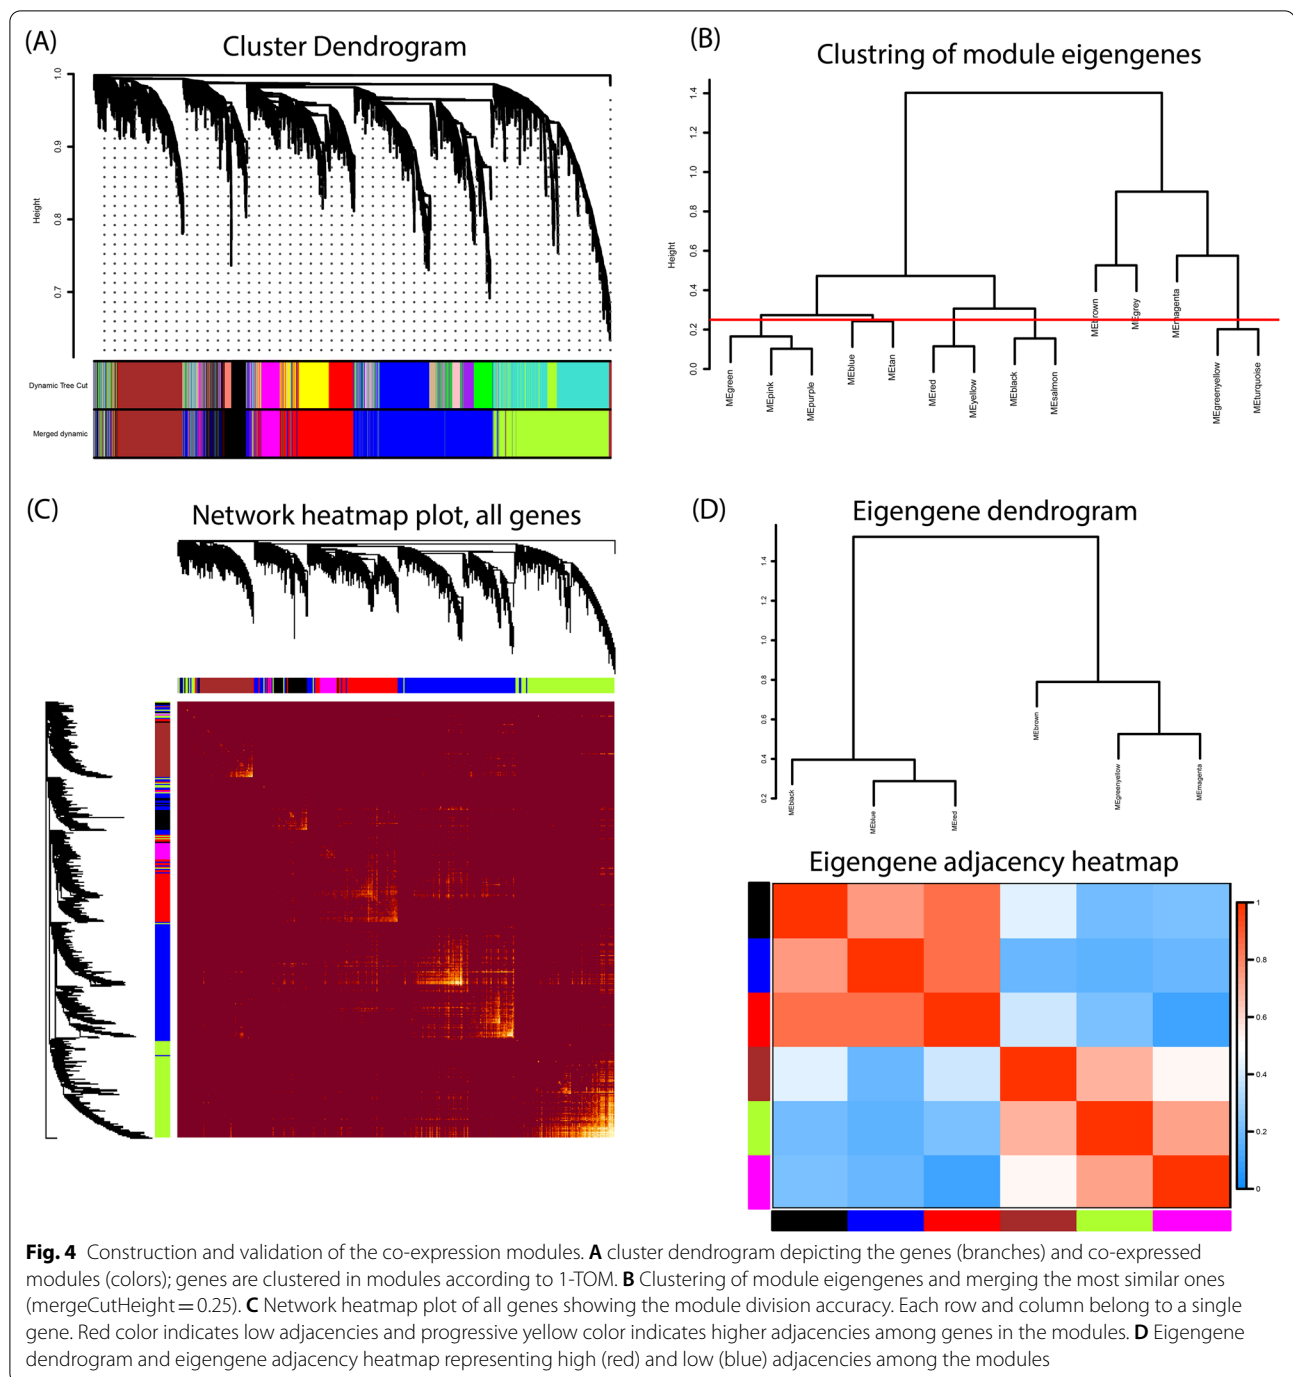 (A)
Cluster Dendrogram
Height
1.0
0.9
0.8
0.7
Dynamic Tree Cut
Merged dynamic
(B)
Clustring of module eigengenes
Height
1.4
1.2
1.0
0.8
0.6
0.4
0.2
0.0
MEgreen
MEpink
MEpurple
MEblue
MEtan
MEred
MEyellow
MEblack
MEsalmon
MEbrown
MEgrey
MEmagenta
MEgreenyellow
MEturquoise
(C)
Network heatmap plot, all genes
(D)
Eigengene dendrogram
1.4
1.2
1.0
0.8
0.6
0.4
0.2
MEblack
MEblue
MEred
MEbrown
MEgreenyellow
MEmagenta
Eigengene adjacency heatmap
1
0.8
0.6
0.4
0.2
0
Fig. 4 Construction and validation of the co-expression modules. A cluster dendrogram depicting the genes (branches) and co-expressed
modules (colors); genes are clustered in modules according to 1-TOM. B Clustering of module eigengenes and merging the most similar ones
(mergeCutHeight = 0.25). C Network heatmap plot of all genes showing the module division accuracy. Each row and column belong to a single
gene. Red color indicates low adjacencies and progressive yellow color indicates higher adjacencies among genes in the modules. D Eigengene
dendrogram and eigengene adjacency heatmap representing high (red) and low (blue) adjacencies among the modules